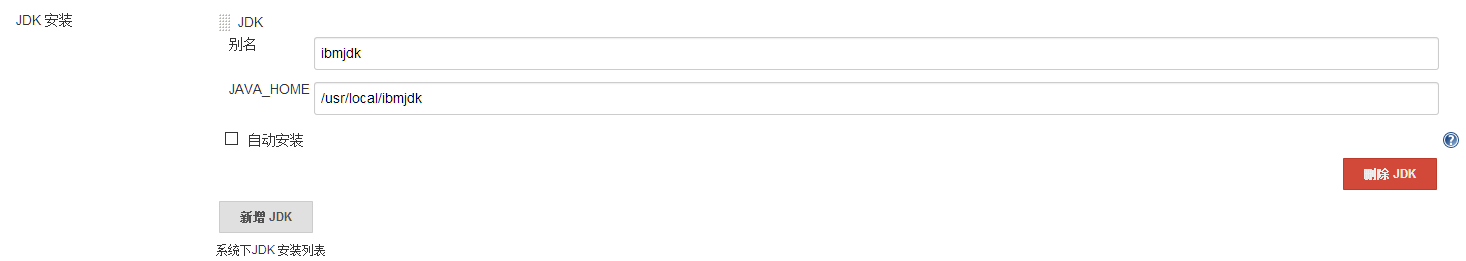 JDK 安装
JDK
别名
ibmjdk
JAVA_HOME
/usr/local/ibmjdk
自动安装
?
删除 JDK
新增 JDK
系统下JDK 安装列表